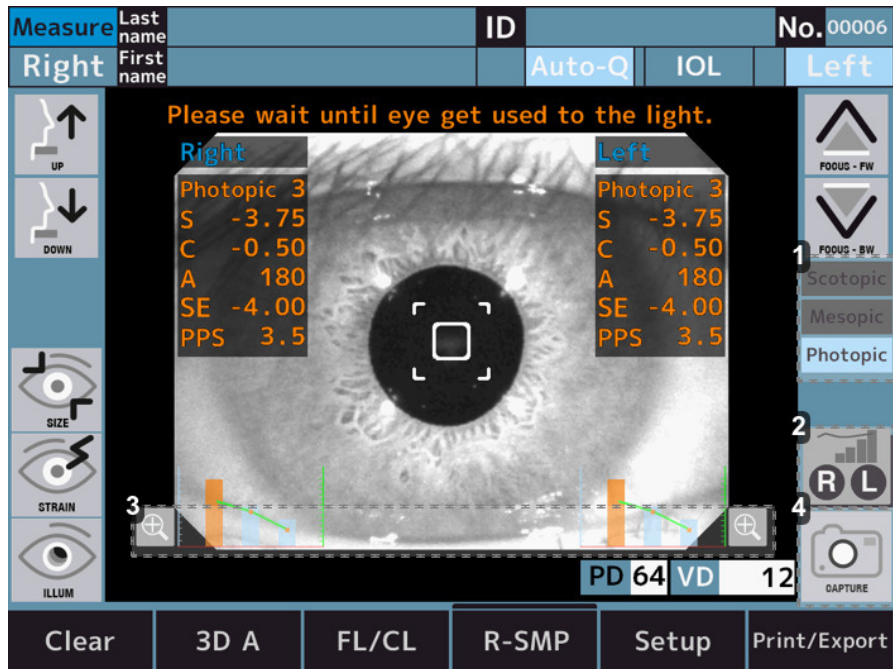 Measure Last name ID No. 00006
Right First name Auto-Q IOL Left
Please wait until eye get used to the light.
UP
DOWN
SIZE
STRAIN
ILLUM
Right
Photopic 3
S -3.75
C -0.50
A 180
SE -4.00
PPS 3.5
Left
Photopic 3
S -3.75
C -0.50
A 180
SE -4.00
PPS 3.5
FOCUS - FW
FOCUS - BW
1
Scotopic
Mesopic
Photopic
2
R L
3
4
CAPTURE
PD 64 VD 12
Clear 3D A FL/CL R-SMP Setup Print/Export